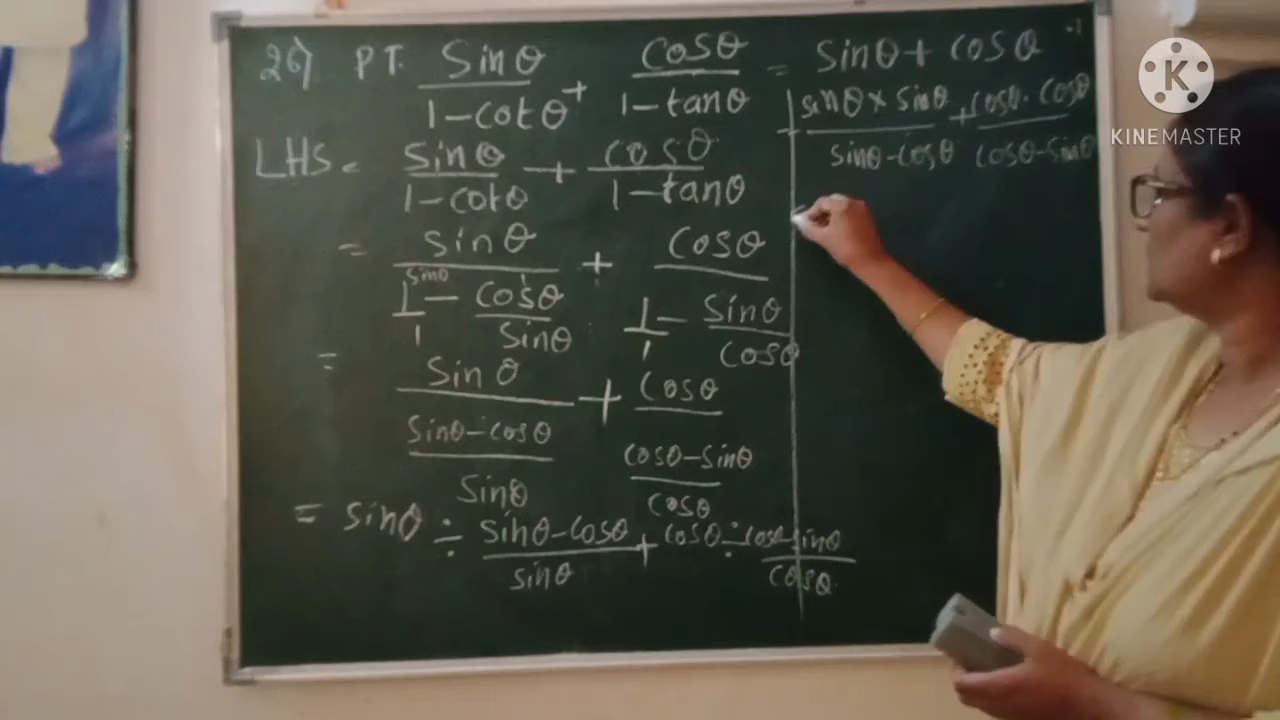 26) P.T. sinθ/(1-cotθ) + cosθ/(1-tanθ) = sinθ + cosθ
LHS = sinθ/(1-cotθ) + cosθ/(1-tanθ)
= sinθ/(1/1 - cosθ/sinθ) + cosθ/(1/1 - sinθ/cosθ)
= sinθ/((sinθ-cosθ)/sinθ) + cosθ/((cosθ-sinθ)/cosθ)
= sinθ ÷ (sinθ-cosθ)/sinθ + cosθ ÷ (cosθ-sinθ)/cosθ
= (sinθ × sinθ)/(sinθ-cosθ) + (cosθ · cosθ)/(cosθ-sinθ)
K
KINEMASTER